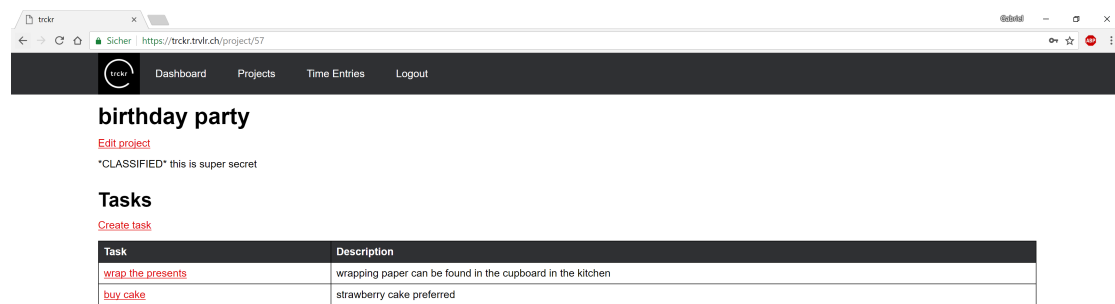 trckr
Gabriel
Sicher https://trckr.trvlr.ch/project/57
ABP
trckr Dashboard Projects Time Entries Logout
birthday party
Edit project
*CLASSIFIED* this is super secret
Tasks
Create task
Task Description
wrap the presents wrapping paper can be found in the cupboard in the kitchen
buy cake strawberry cake preferred